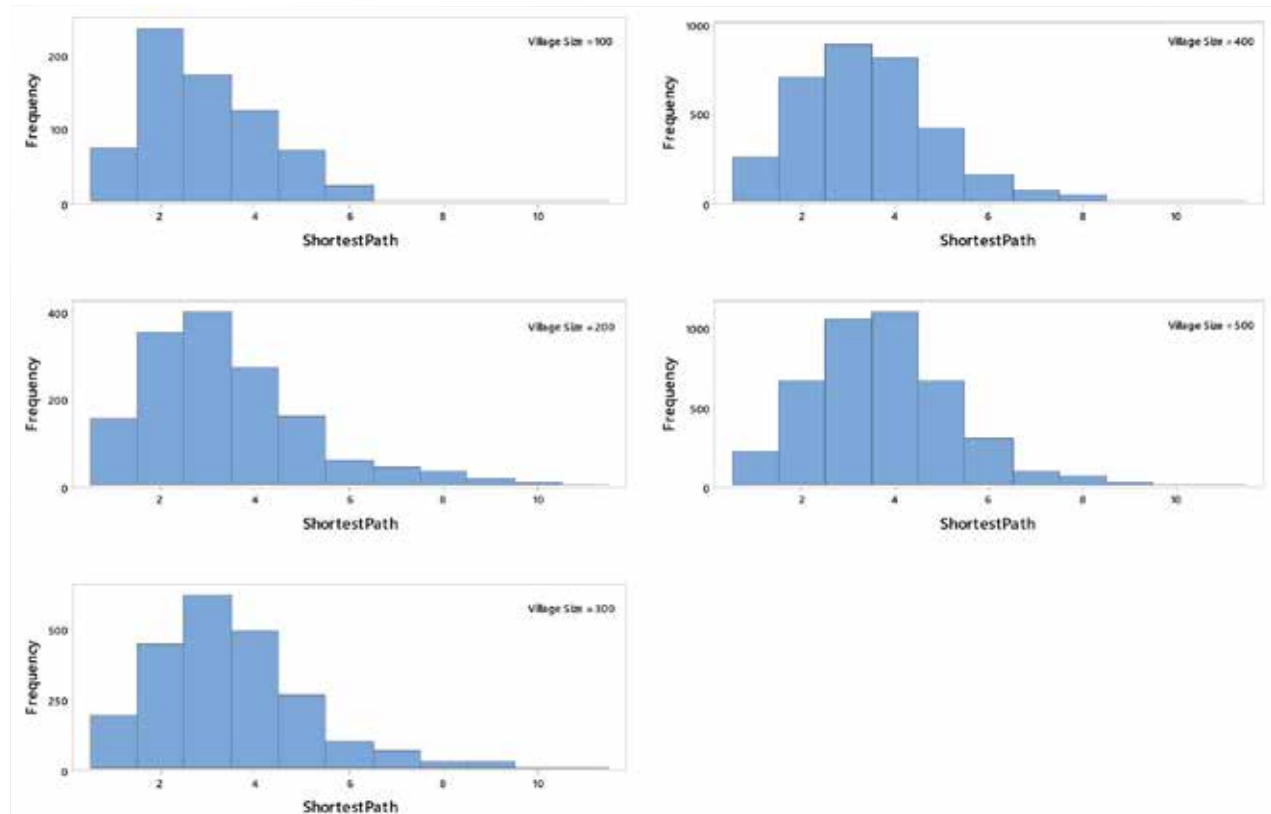 Village Size = 100
Frequency
200
100
0
2 4 6 8 10
ShortestPath
Village Size = 400
Frequency
1000
500
0
2 4 6 8 10
ShortestPath
Village Size = 200
Frequency
400
200
0
2 4 6 8 10
ShortestPath
Village Size = 500
Frequency
1000
500
0
2 4 6 8 10
ShortestPath
Village Size = 300
Frequency
500
250
0
2 4 6 8 10
ShortestPath